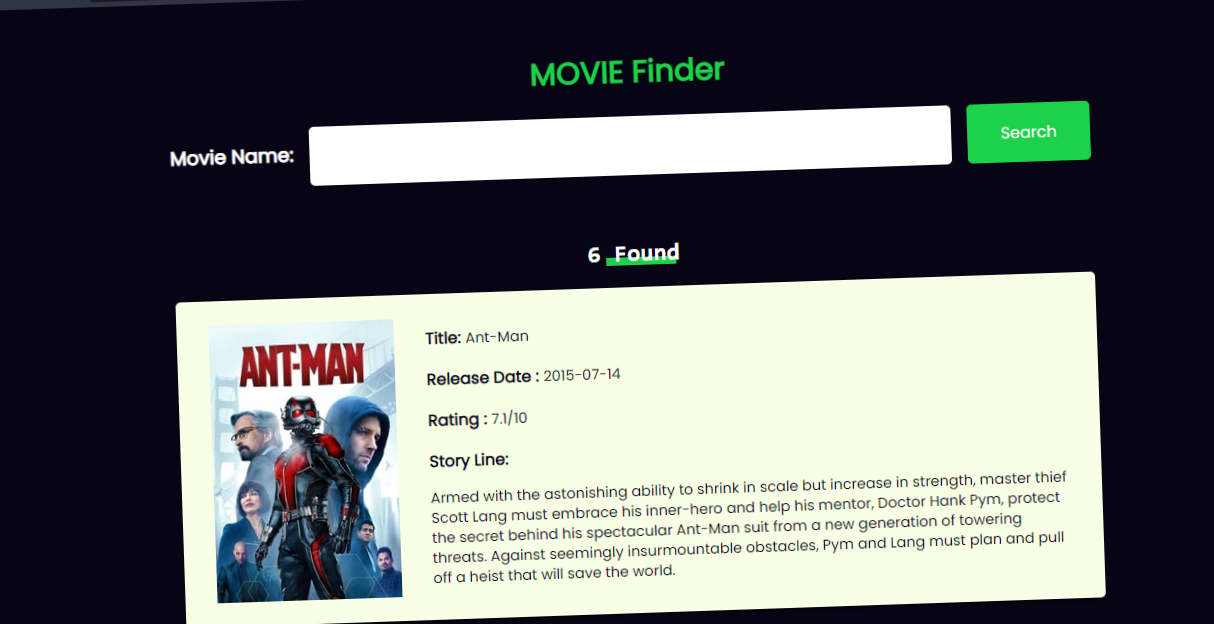 MOVIE Finder
Movie Name:
Search
6 Found
ANT-MAN
Title: Ant-Man
Release Date : 2015-07-14
Rating : 7.1/10
Story Line:
Armed with the astonishing ability to shrink in scale but increase in strength, master thief
Scott Lang must embrace his inner-hero and help his mentor, Doctor Hank Pym, protect
the secret behind his spectacular Ant-Man suit from a new generation of towering
threats. Against seemingly insurmountable obstacles, Pym and Lang must plan and pull
off a heist that will save the world.